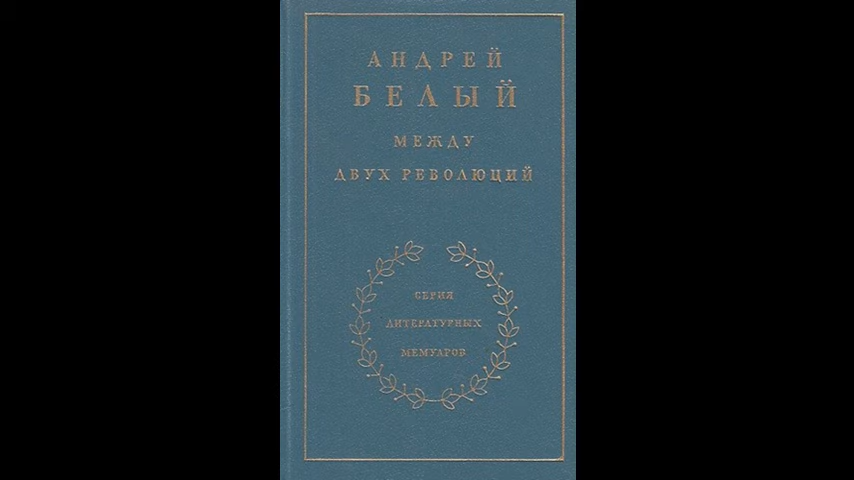 АНДРЕЙ
БЕЛЫЙ
МЕЖДУ
ДВУХ РЕВОЛЮЦИЙ
СЕРИЯ
ЛИТЕРАТУРНЫХ
МЕМУАРОВ